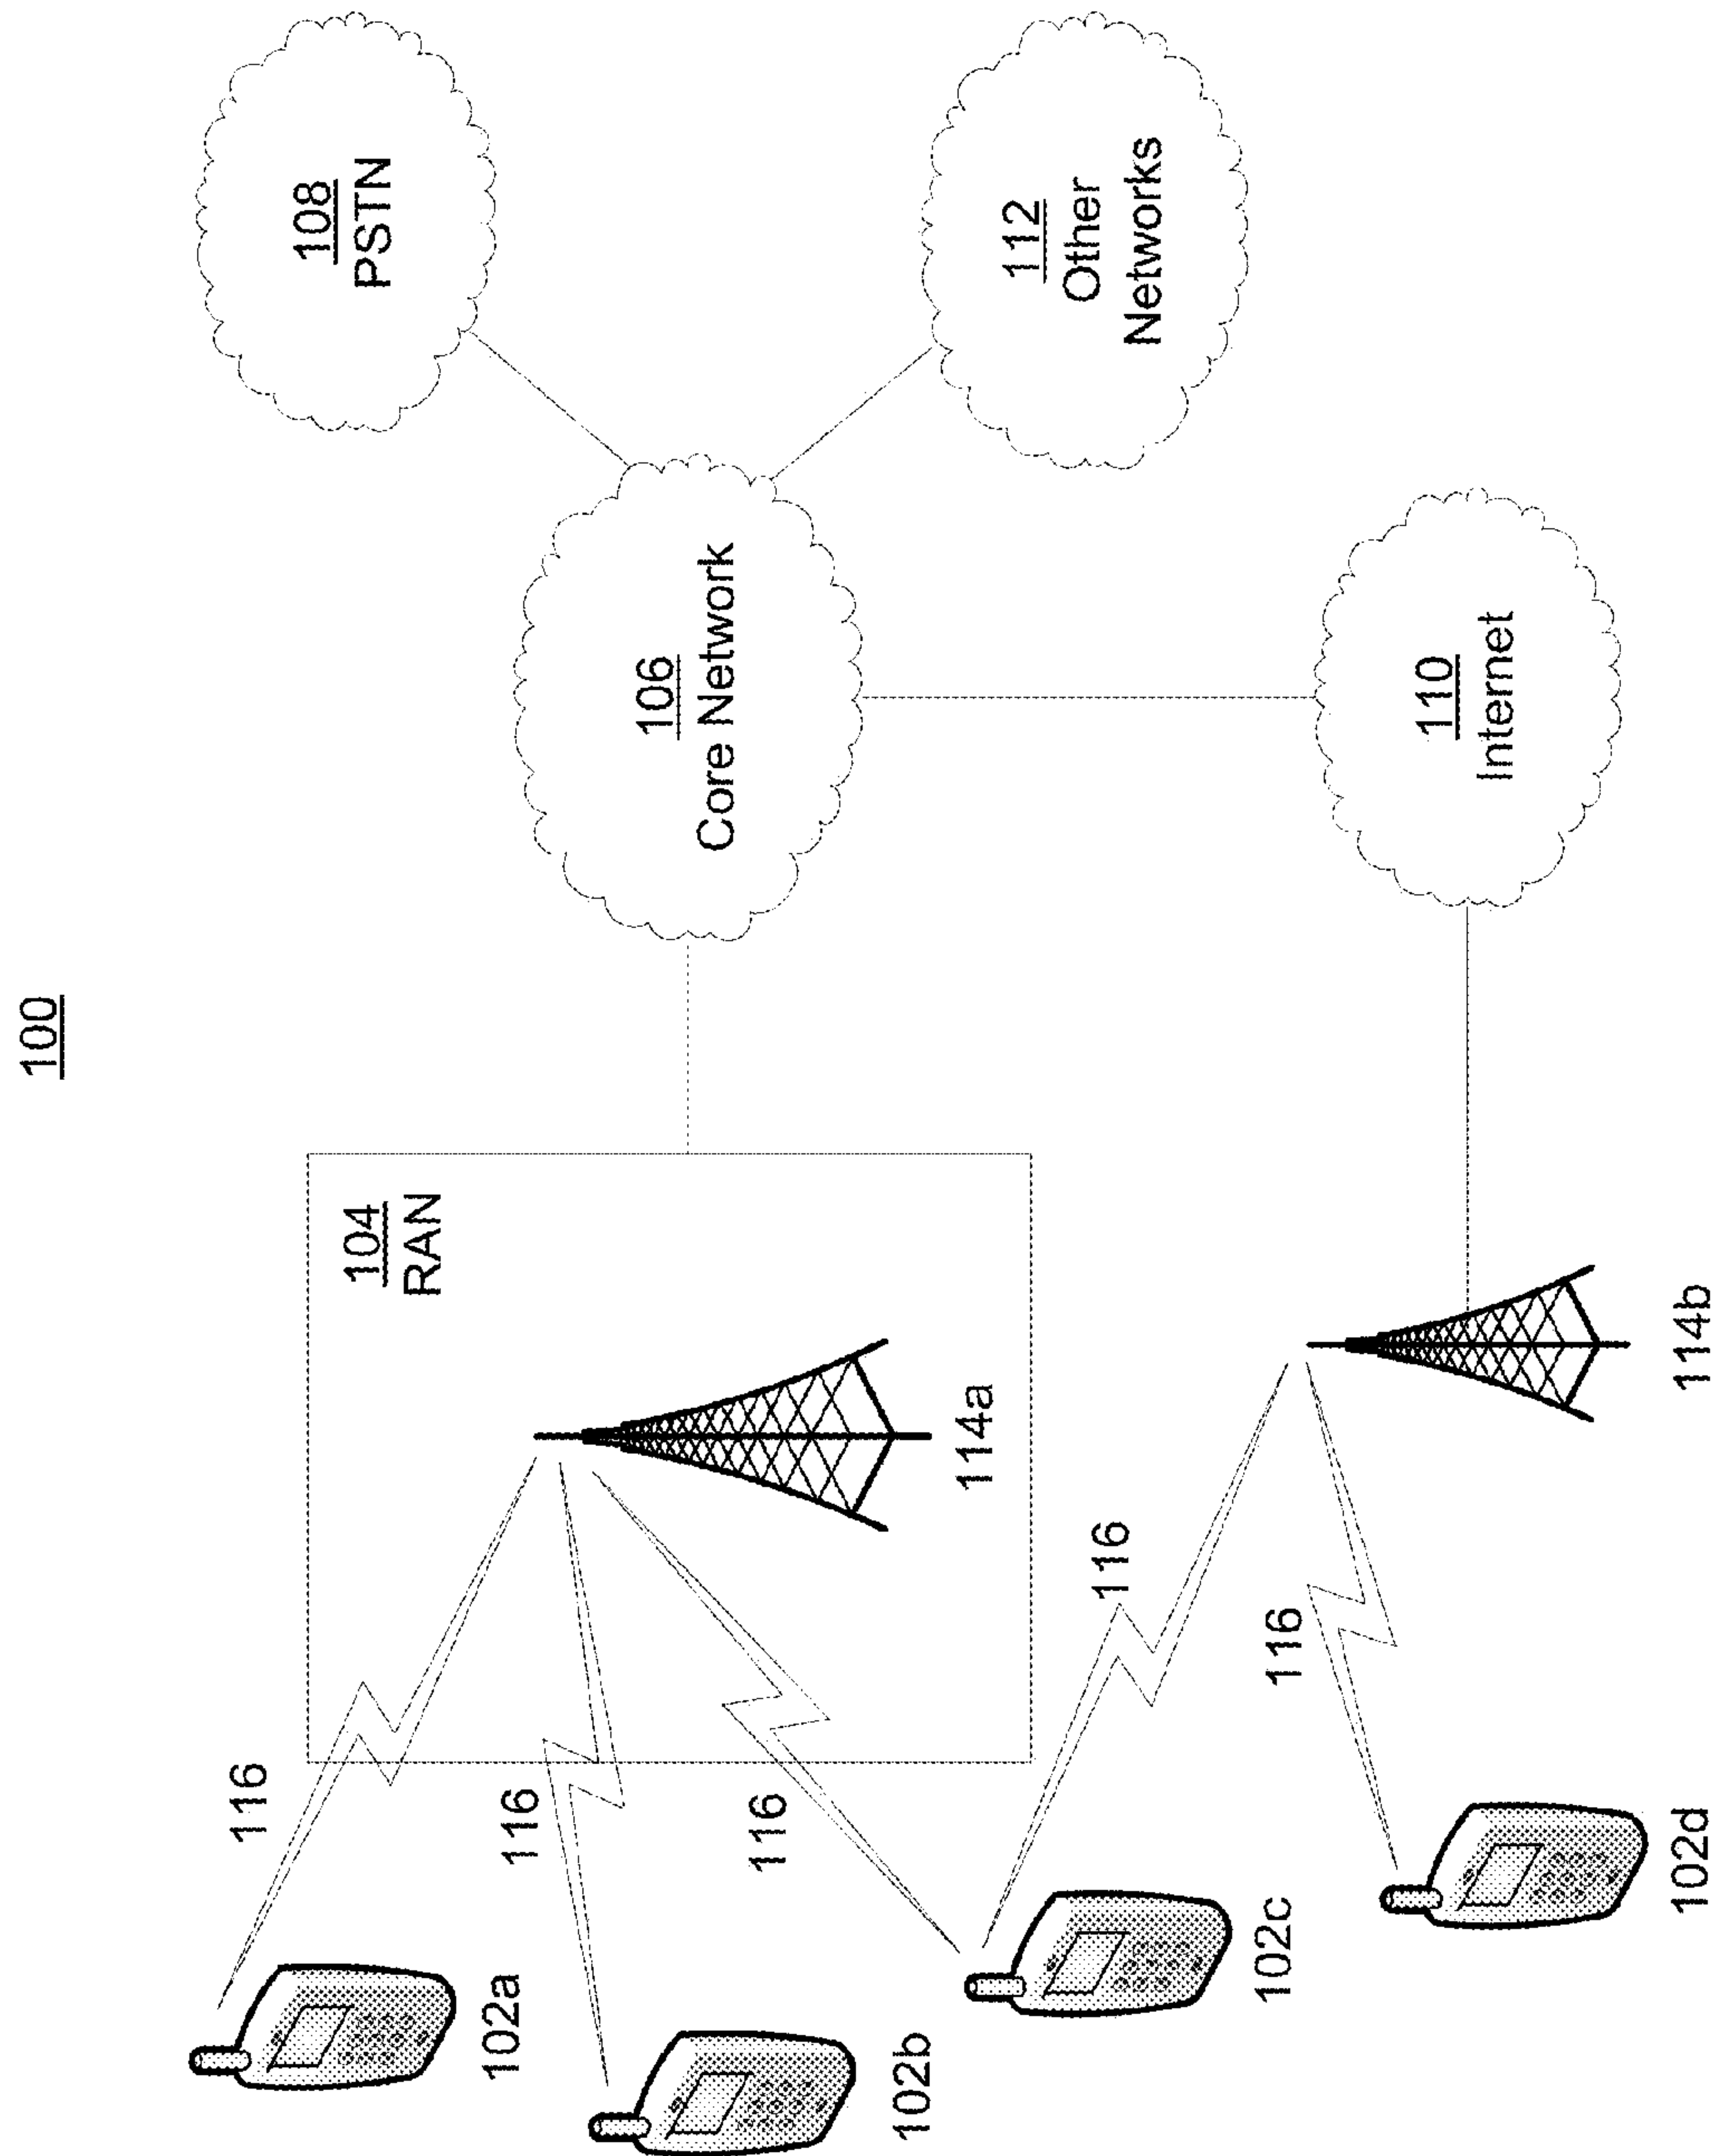 100
108
PSTN
106
Core Network
112
Other
Networks
104
RAN
114a
116
116
116
102a
102b
110
Internet
116
116
102c
114b
102d